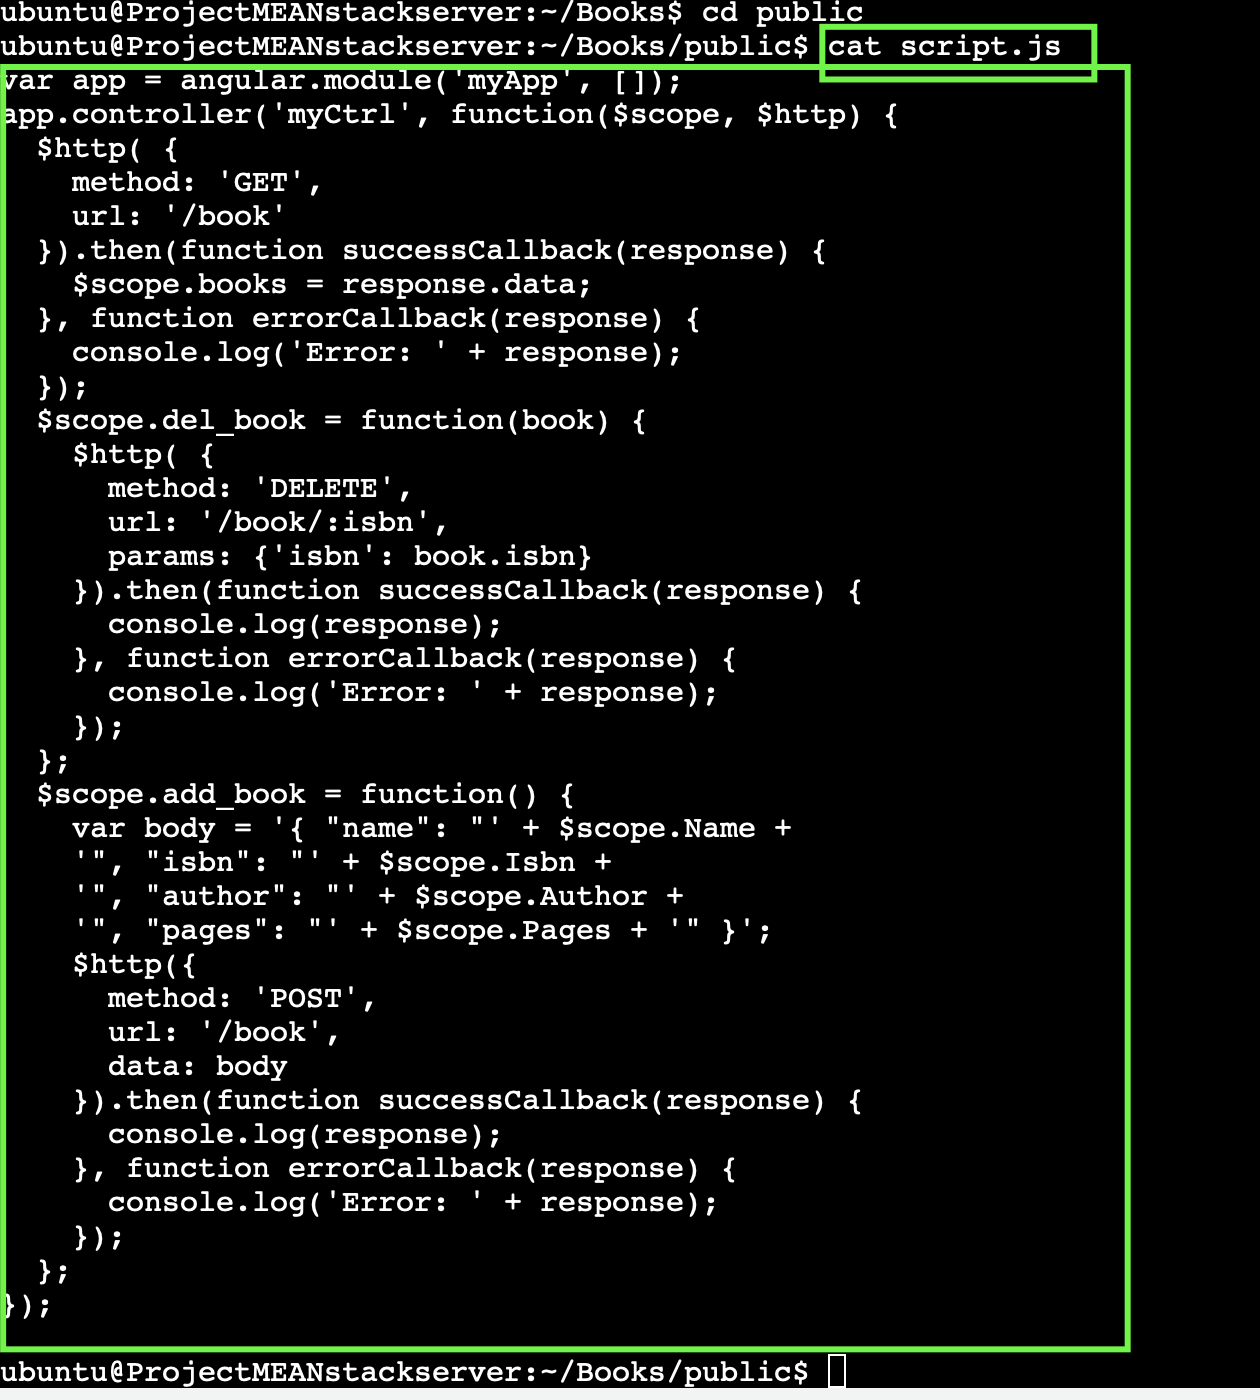 ubuntu@ProjectMEANstackserver:~/Books$ cd public
ubuntu@ProjectMEANstackserver:~/Books/public$ cat script.js
var app = angular.module('myApp', []);
app.controller('myCtrl', function($scope, $http) {
  $http( {
    method: 'GET',
    url: '/book'
  }).then(function successCallback(response) {
    $scope.books = response.data;
  }, function errorCallback(response) {
    console.log('Error: ' + response);
  });
  $scope.del_book = function(book) {
    $http( {
      method: 'DELETE',
      url: '/book/:isbn',
      params: {'isbn': book.isbn}
    }).then(function successCallback(response) {
      console.log(response);
    }, function errorCallback(response) {
      console.log('Error: ' + response);
    });
  };
  $scope.add_book = function() {
    var body = '{ "name": "' + $scope.Name +
    '", "isbn": "' + $scope.Isbn +
    '", "author": "' + $scope.Author +
    '", "pages": "' + $scope.Pages + '" }';
    $http({
      method: 'POST',
      url: '/book',
      data: body
    }).then(function successCallback(response) {
      console.log(response);
    }, function errorCallback(response) {
      console.log('Error: ' + response);
    });
  };
});
ubuntu@ProjectMEANstackserver:~/Books/public$